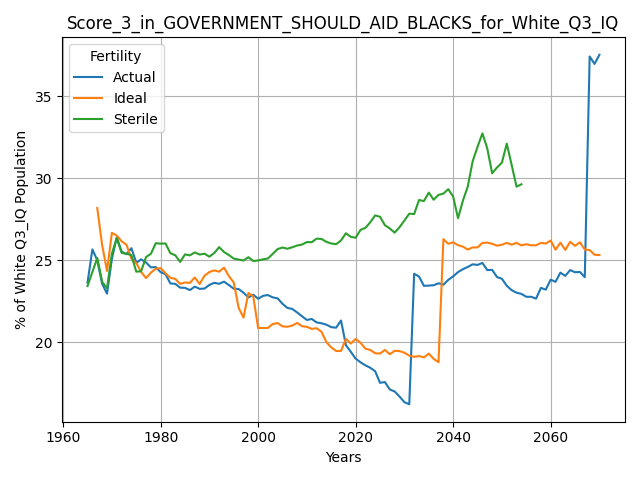 Score_3_in_GOVERNMENT_SHOULD_AID_BLACKS_for_White_Q3_IQ
Fertility
Actual
Ideal
Sterile
% of White Q3_IQ Population
35
30
25
20
1960
1980
2000
2020
2040
2060
Years